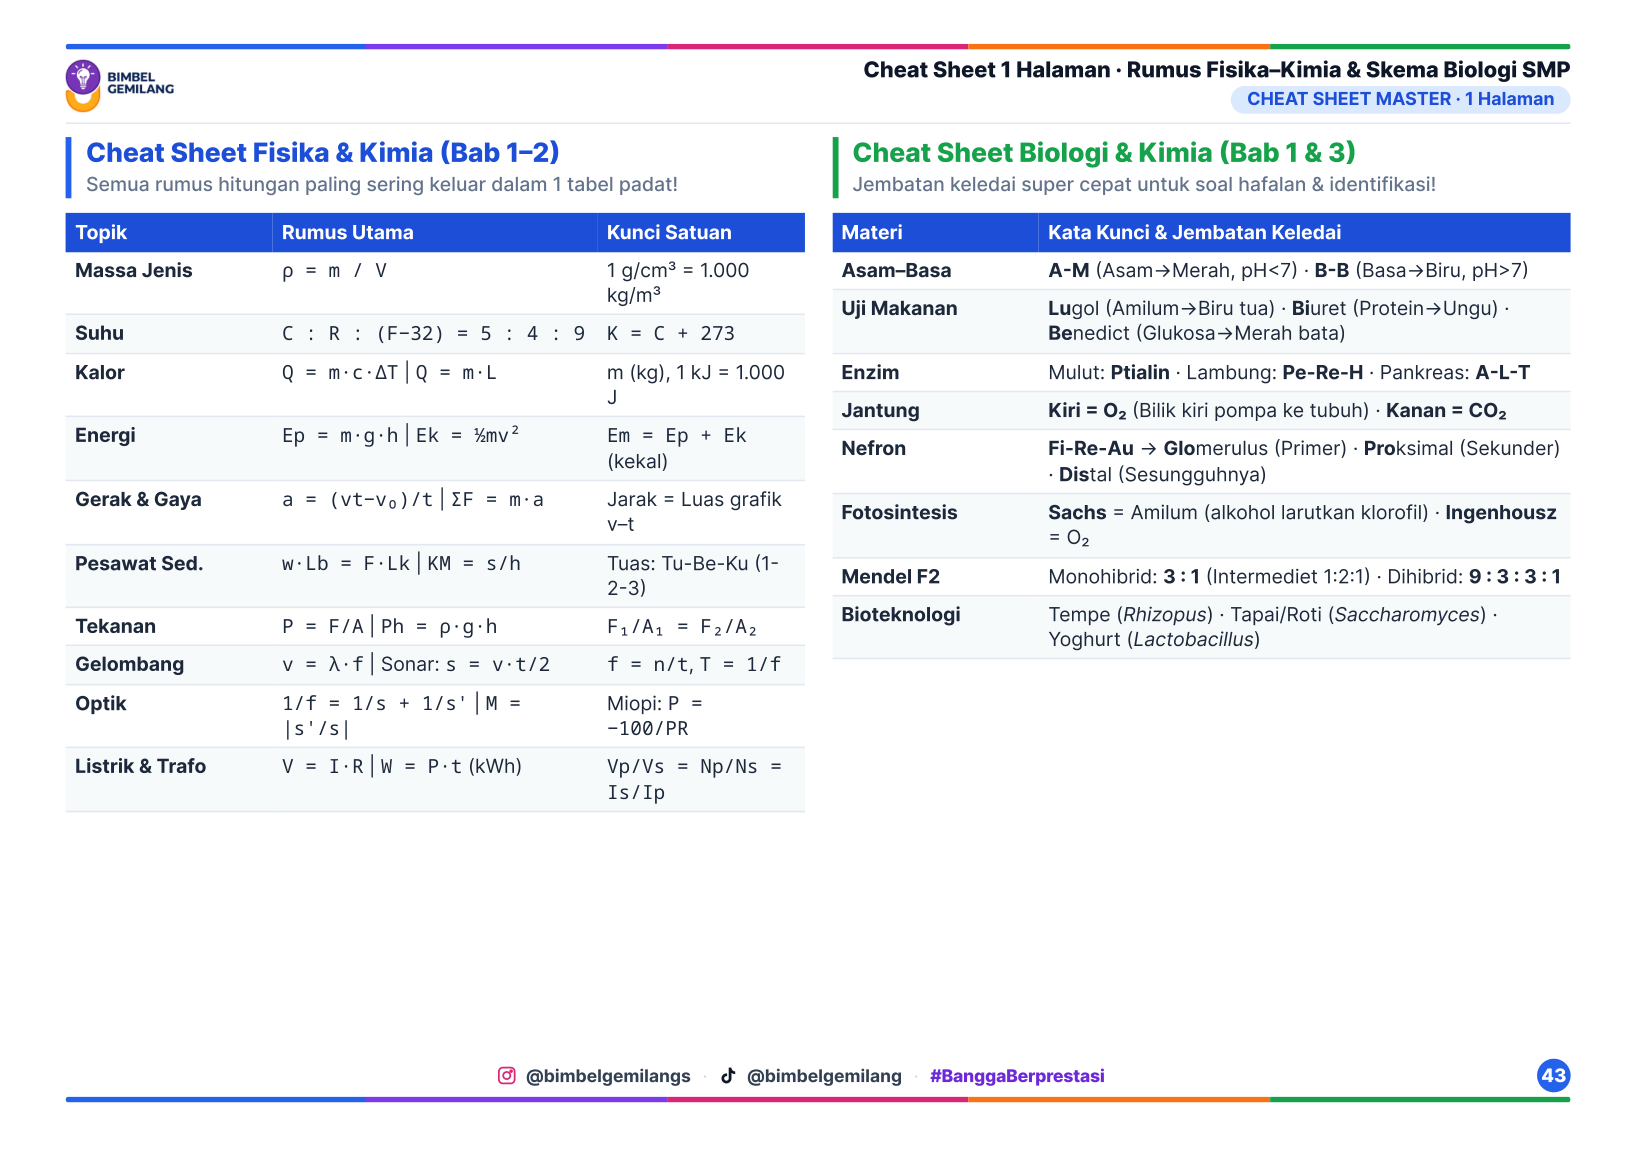 BIMBEL
GEMILANG
Cheat Sheet 1 Halaman · Rumus Fisika–Kimia & Skema Biologi SMP
CHEAT SHEET MASTER · 1 Halaman
Cheat Sheet Fisika & Kimia (Bab 1–2)
Semua rumus hitungan paling sering keluar dalam 1 tabel padat!
Topik Rumus Utama Kunci Satuan
Massa Jenis ρ = m / V 1 g/cm³ = 1.000
kg/m³
Suhu C : R : (F−32) = 5 : 4 : 9 K = C + 273
Kalor Q = m·c·ΔT | Q = m·L m (kg), 1 kJ = 1.000
J
Energi Ep = m·g·h | Ek = ½mv² Em = Ep + Ek
(kekal)
Gerak & Gaya a = (vt−v₀)/t | ΣF = m·a Jarak = Luas grafik
v–t
Pesawat Sed. w·Lb = F·Lk | KM = s/h Tuas: Tu-Be-Ku (1-
2-3)
Tekanan P = F/A | Ph = ρ·g·h F₁/A₁ = F₂/A₂
Gelombang v = λ·f | Sonar: s = v·t/2 f = n/t, T = 1/f
Optik 1/f = 1/s + 1/s' | M = Miopi: P =
|s'/s| −100/PR
Listrik & Trafo V = I·R | W = P·t (kWh) Vp/Vs = Np/Ns =
Is/Ip
Cheat Sheet Biologi & Kimia (Bab 1 & 3)
Jembatan keledai super cepat untuk soal hafalan & identifikasi!
Materi Kata Kunci & Jembatan Keledai
Asam–Basa A-M (Asam→Merah, pH<7) · B-B (Basa→Biru, pH>7)
Uji Makanan Lugol (Amilum→Biru tua) · Biuret (Protein→Ungu) ·
Benedict (Glukosa→Merah bata)
Enzim Mulut: Ptialin · Lambung: Pe-Re-H · Pankreas: A-L-T
Jantung Kiri = O₂ (Bilik kiri pompa ke tubuh) · Kanan = CO₂
Nefron Fi-Re-Au → Glomerulus (Primer) · Proksimal (Sekunder)
· Distal (Sesungguhnya)
Fotosintesis Sachs = Amilum (alkohol larutkan klorofil) · Ingenhousz
= O₂
Mendel F2 Monohibrid: 3 : 1 (Intermediet 1:2:1) · Dihibrid: 9 : 3 : 3 : 1
Bioteknologi Tempe (Rhizopus) · Tapai/Roti (Saccharomyces) ·
Yoghurt (Lactobacillus)
@bimbelgemilangs · @bimbelgemilang · #BanggaBerprestasi
43